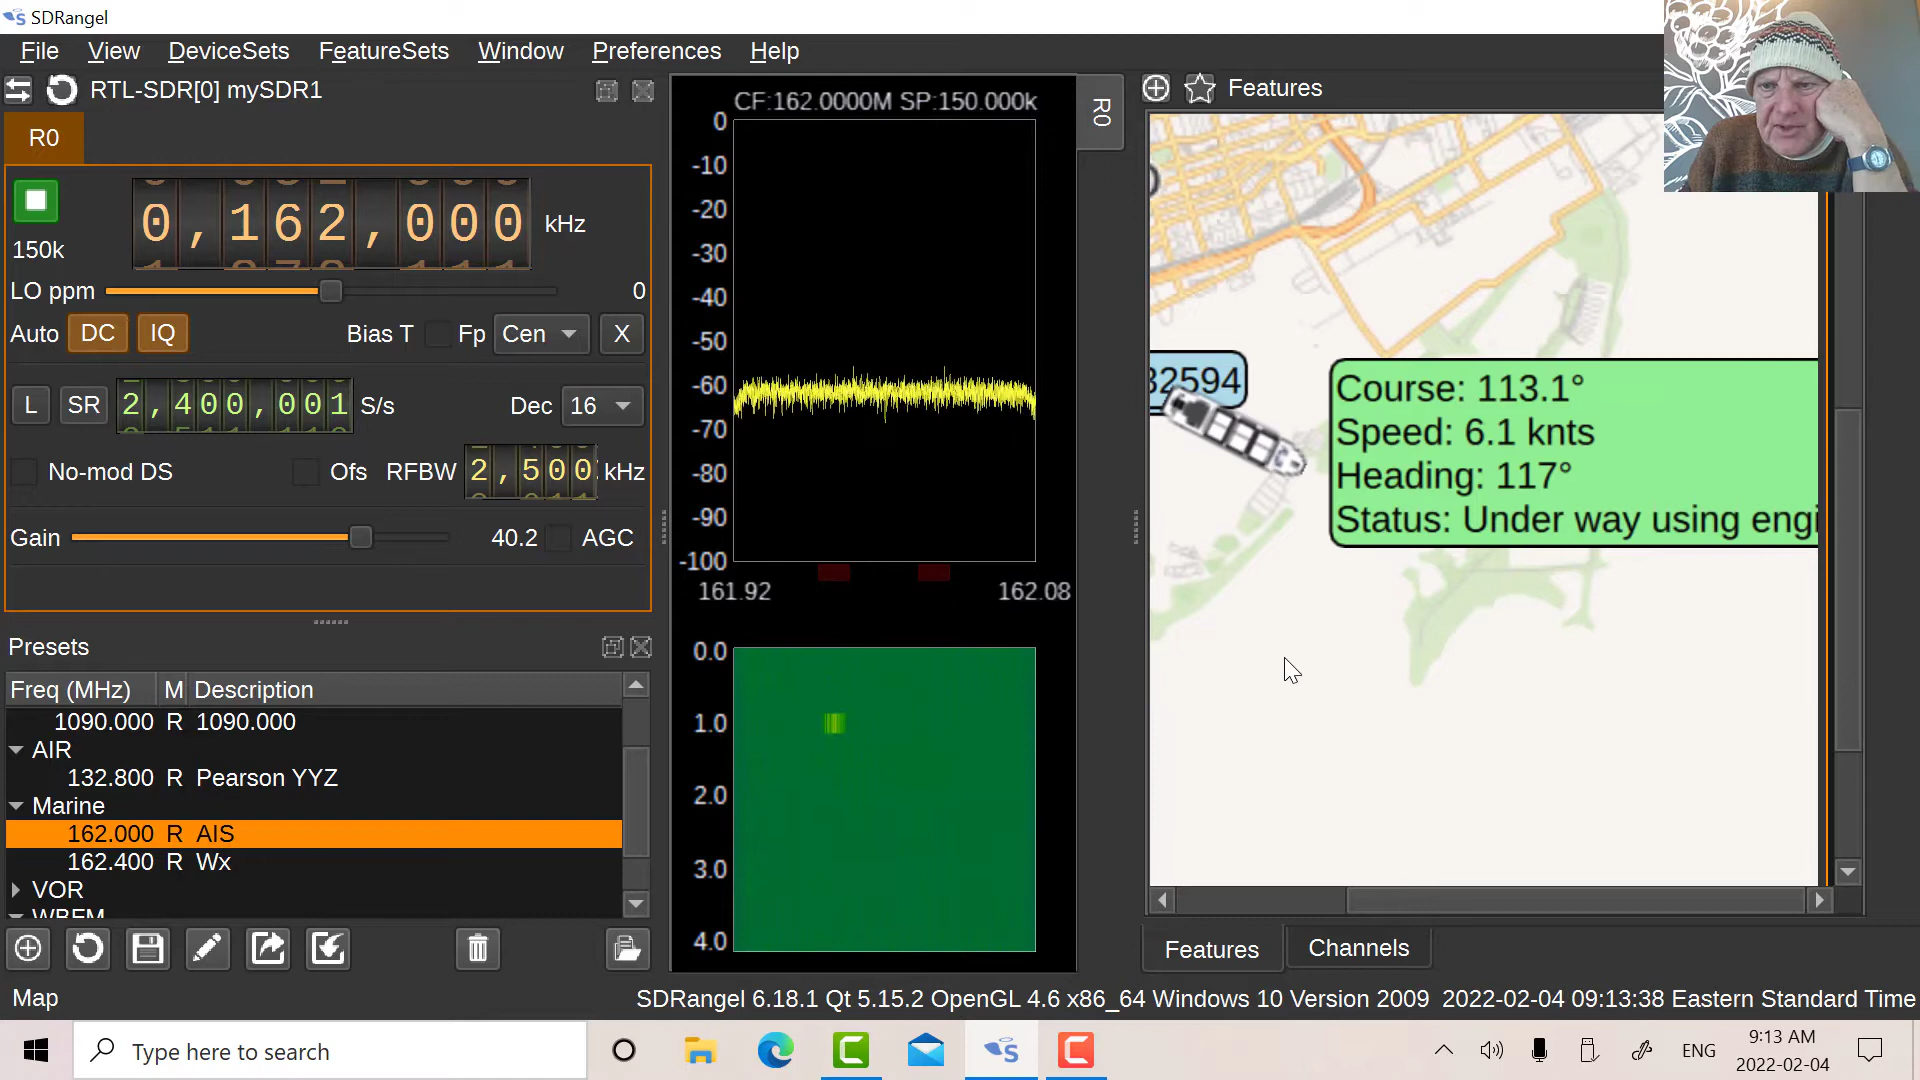 SDRangel
File View DeviceSets FeatureSets Window Preferences Help
RTL-SDR[0] mySDR1
R0
0,162,000 kHz
150k
LO ppm 0
Auto DC IQ Bias T Fp Cen X
L SR 2,400,001 S/s Dec 16
No-mod DS Ofs RFBW 2,500 kHz
Gain 40.2 AGC
Presets
Freq (MHz) M Description
1090.000 R 1090.000
AIR
132.800 R Pearson YYZ
Marine
162.000 R AIS
162.400 R Wx
VOR
WBFM
Map
CF:162.0000M SP:150.000k
0
-10
-20
-30
-40
-50
-60
-70
-80
-90
-100
161.92 162.08
0.0
1.0
2.0
3.0
4.0
R0
Features
32594
Course: 113.1°
Speed: 6.1 knts
Heading: 117°
Status: Under way using engi
Features Channels
SDRangel 6.18.1 Qt 5.15.2 OpenGL 4.6 x86_64 Windows 10 Version 2009 2022-02-04 09:13:38 Eastern Standard Time
Type here to search
ENG
9:13 AM
2022-02-04